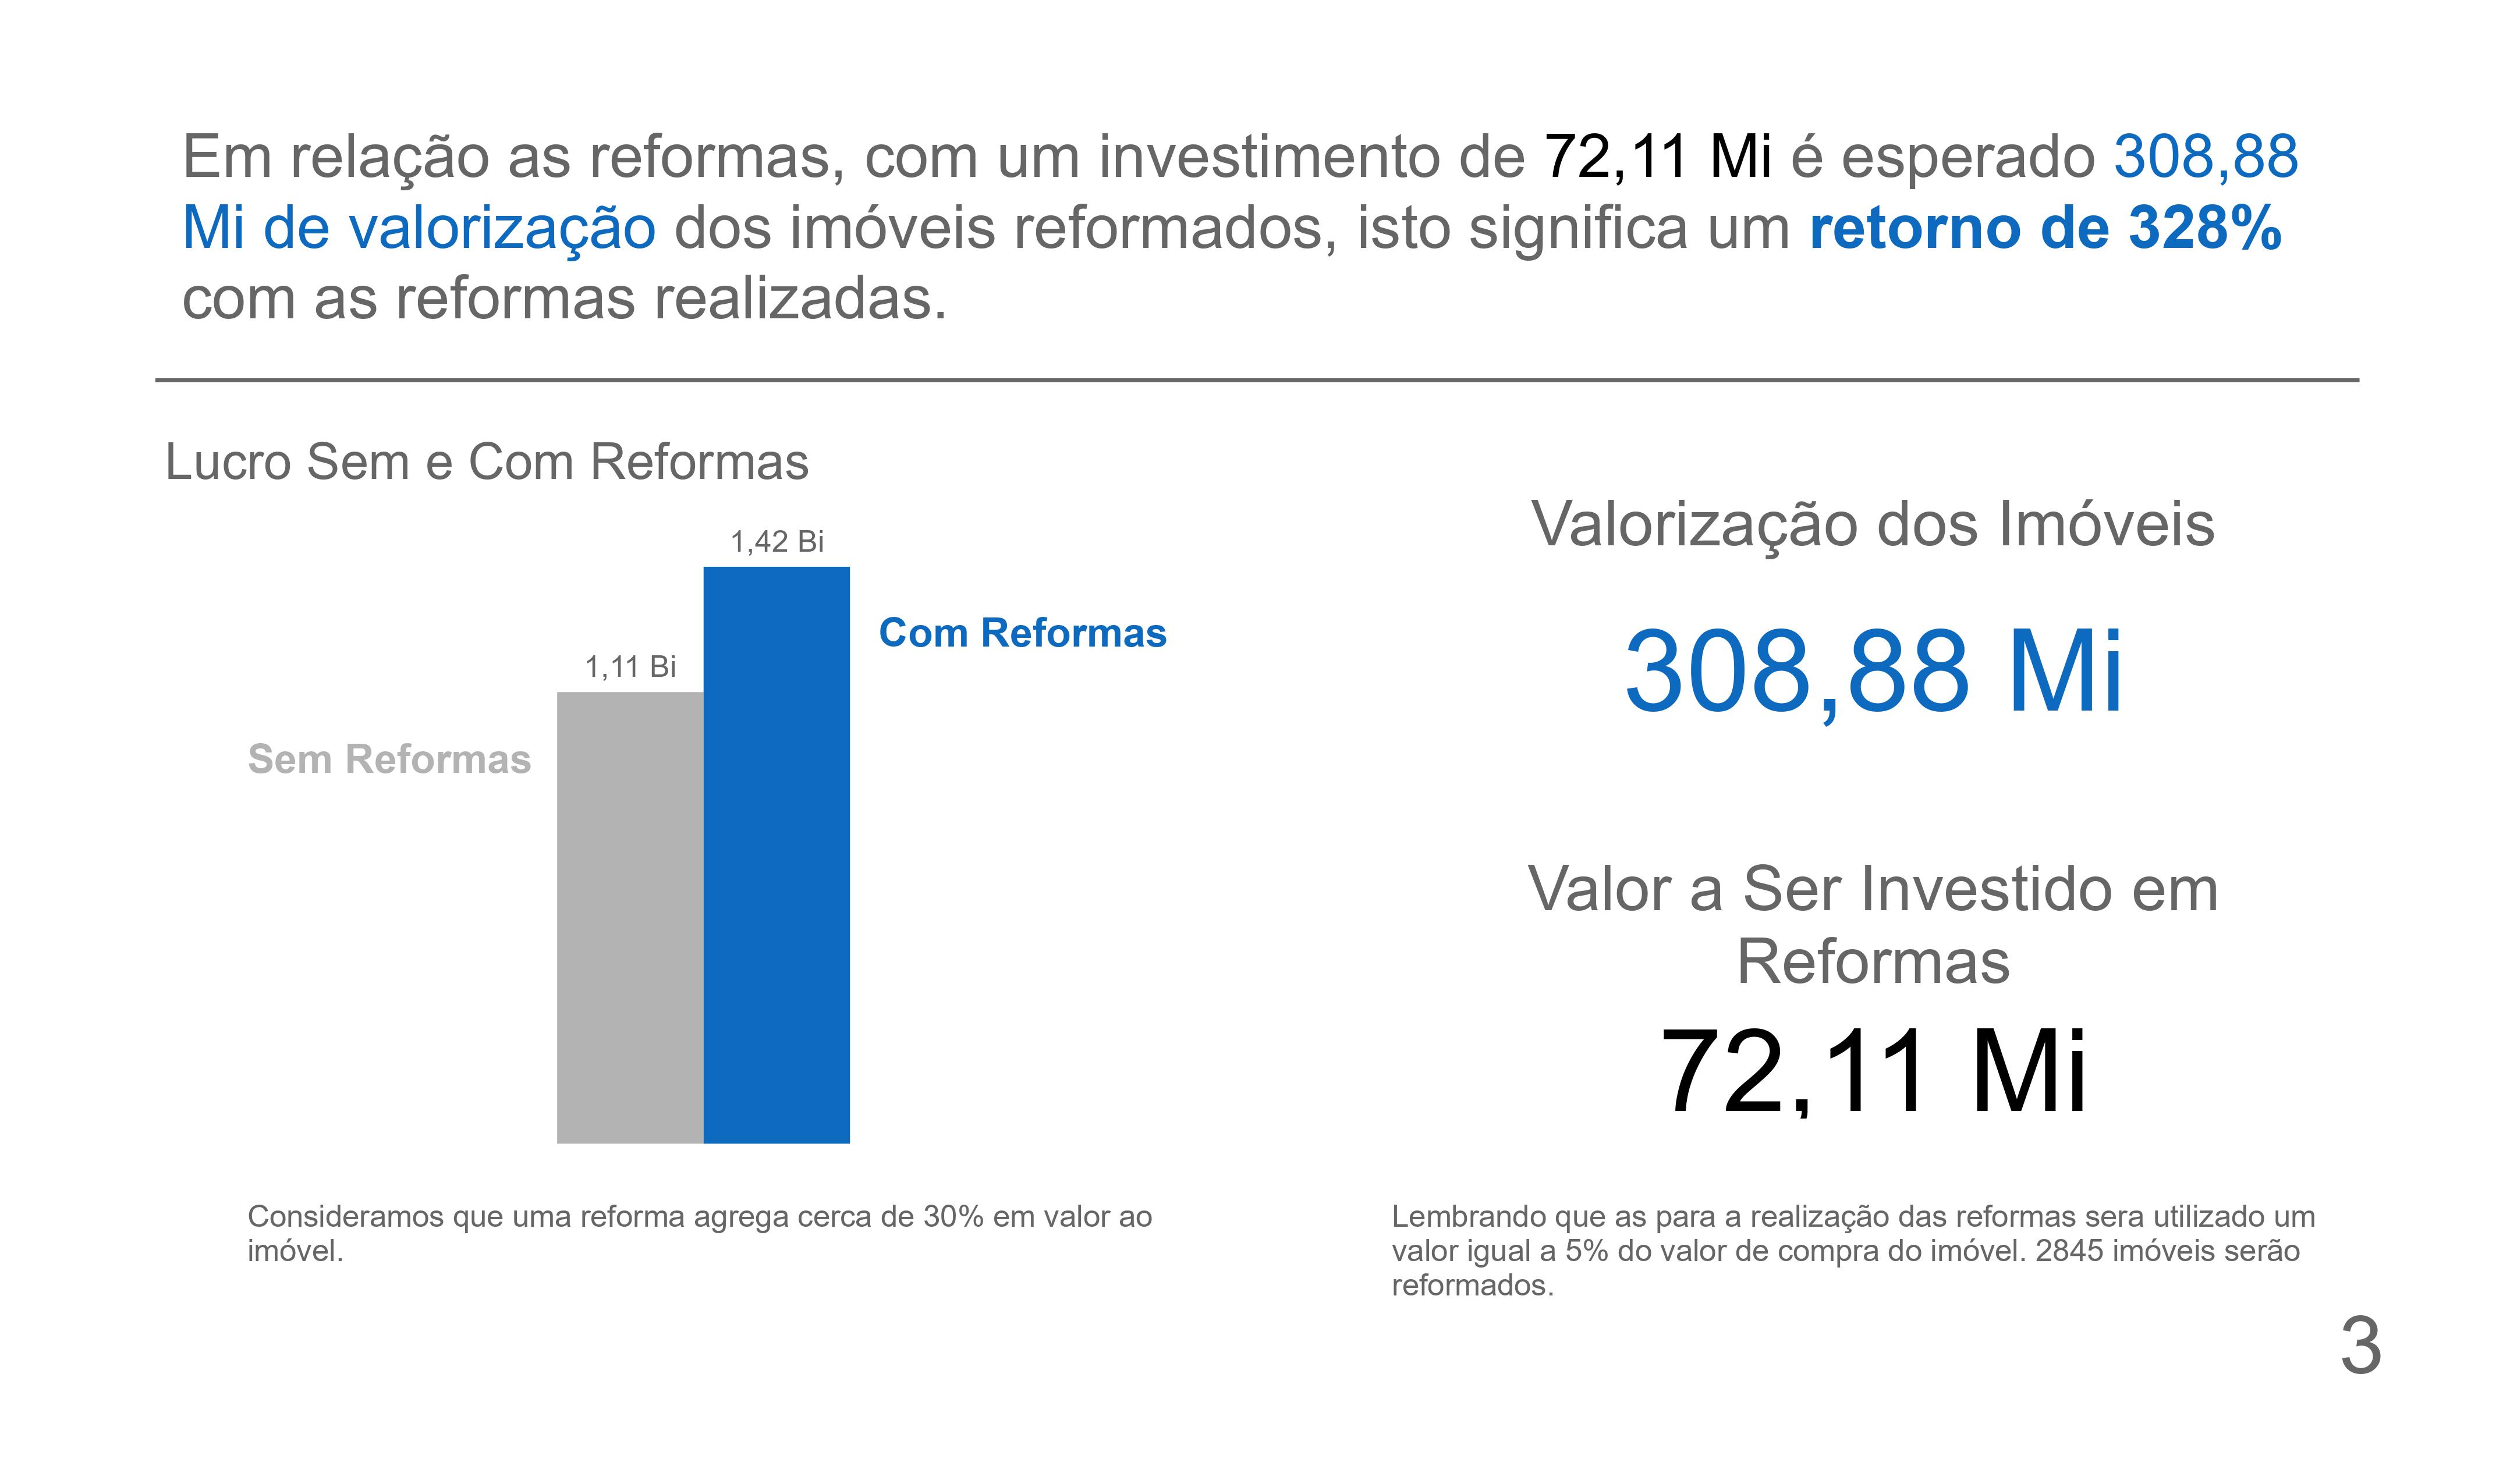 Em relação as reformas, com um investimento de 72,11 Mi é esperado 308,88
Mi de valorização dos imóveis reformados, isto significa um retorno de 328%
com as reformas realizadas.
Lucro Sem e Com Reformas
1,42 Bi
Com Reformas
1,11 Bi
Sem Reformas
Consideramos que uma reforma agrega cerca de 30% em valor ao
imóvel.
Valorização dos Imóveis
308,88 Mi
Valor a Ser Investido em
Reformas
72,11 Mi
Lembrando que as para a realização das reformas sera utilizado um
valor igual a 5% do valor de compra do imóvel. 2845 imóveis serão
reformados.
3